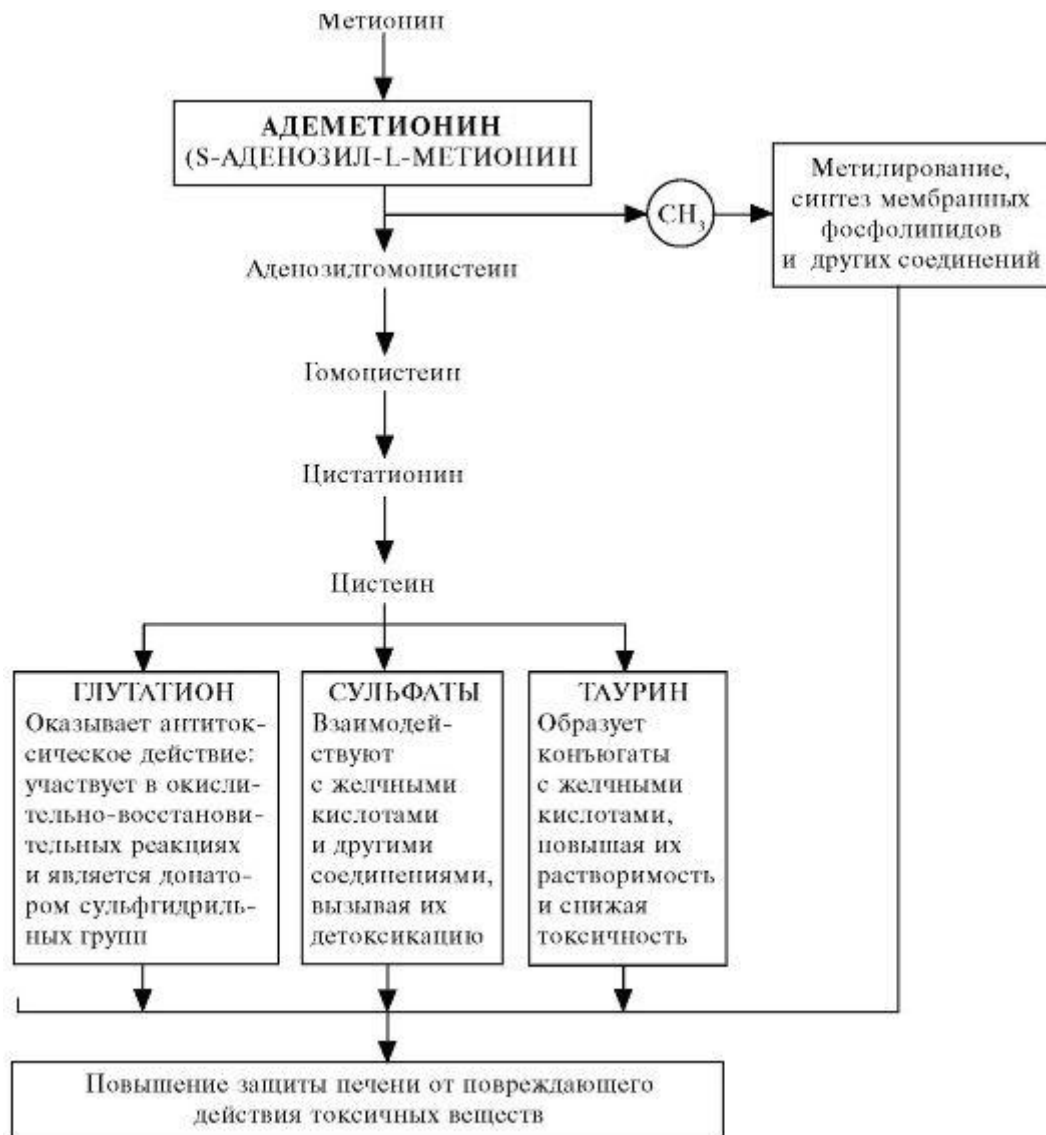 Метионин
АДЕМЕТИОНИН
(S-АДЕНОЗИЛ-L-МЕТИОНИН
CH₃
Метилирование,
синтез мембранных
фосфолипидов
и других соединений
Аденозилгомоцистеин
Гомоцистеин
Цистатионин
Цистеин
ГЛУТАТИОН
Оказывает антиток-
сическое действие:
участвует в окисли-
тельно-восстанови-
тельных реакциях
и является донато-
ром сульфгидриль-
ных групп
СУЛЬФАТЫ
Взаимодей-
ствуют
с желчными
кислотами
и другими
соединениями,
вызывая их
детоксикацию
ТАУРИН
Образует
конъюгаты
с желчными
кислотами,
повышая их
растворимость
и снижая
токсичность
Повышение защиты печени от повреждающего
действия токсичных веществ